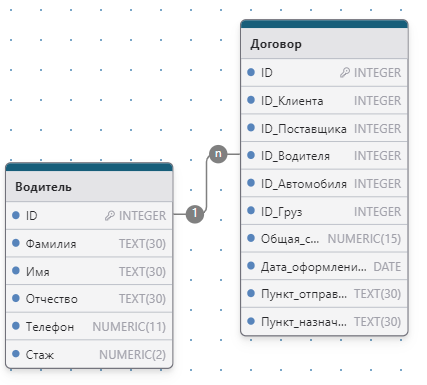 Договор
ID INTEGER
ID_Клиента INTEGER
ID_Поставщика INTEGER
ID_Водителя INTEGER
ID_Автомобиля INTEGER
ID_Груз INTEGER
Общая_с... NUMERIC(15)
Дата_оформлени... DATE
Пункт_отправ... TEXT(30)
Пункт_назнач... TEXT(30)
n
1
Водитель
ID INTEGER
Фамилия TEXT(30)
Имя TEXT(30)
Отчество TEXT(30)
Телефон NUMERIC(11)
Стаж NUMERIC(2)